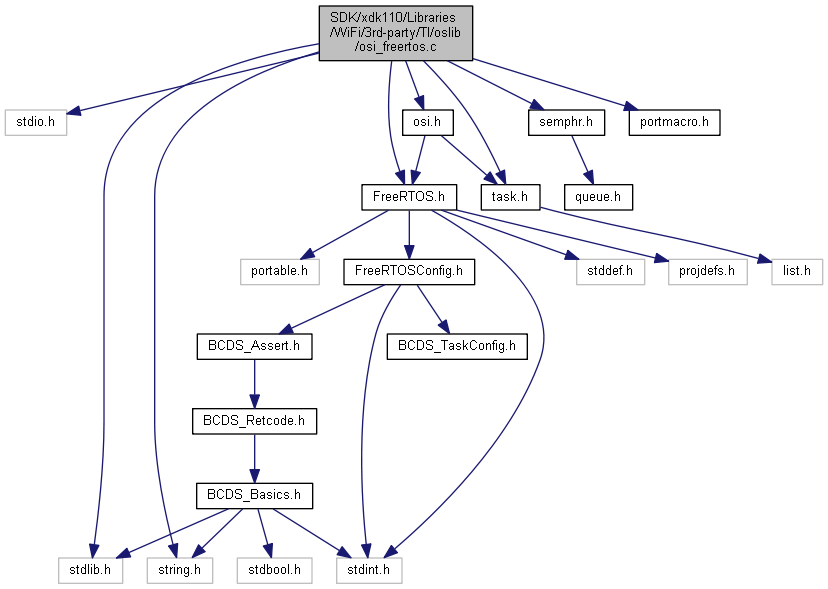 SDK/xdk110/Libraries
/WiFi/3rd-party/TI/oslib
/osi_freertos.c
stdio.h
osi.h
semphr.h
portmacro.h
FreeRTOS.h
task.h
queue.h
portable.h
FreeRTOSConfig.h
stddef.h
projdefs.h
list.h
BCDS_Assert.h
BCDS_TaskConfig.h
BCDS_Retcode.h
BCDS_Basics.h
stdlib.h
string.h
stdbool.h
stdint.h